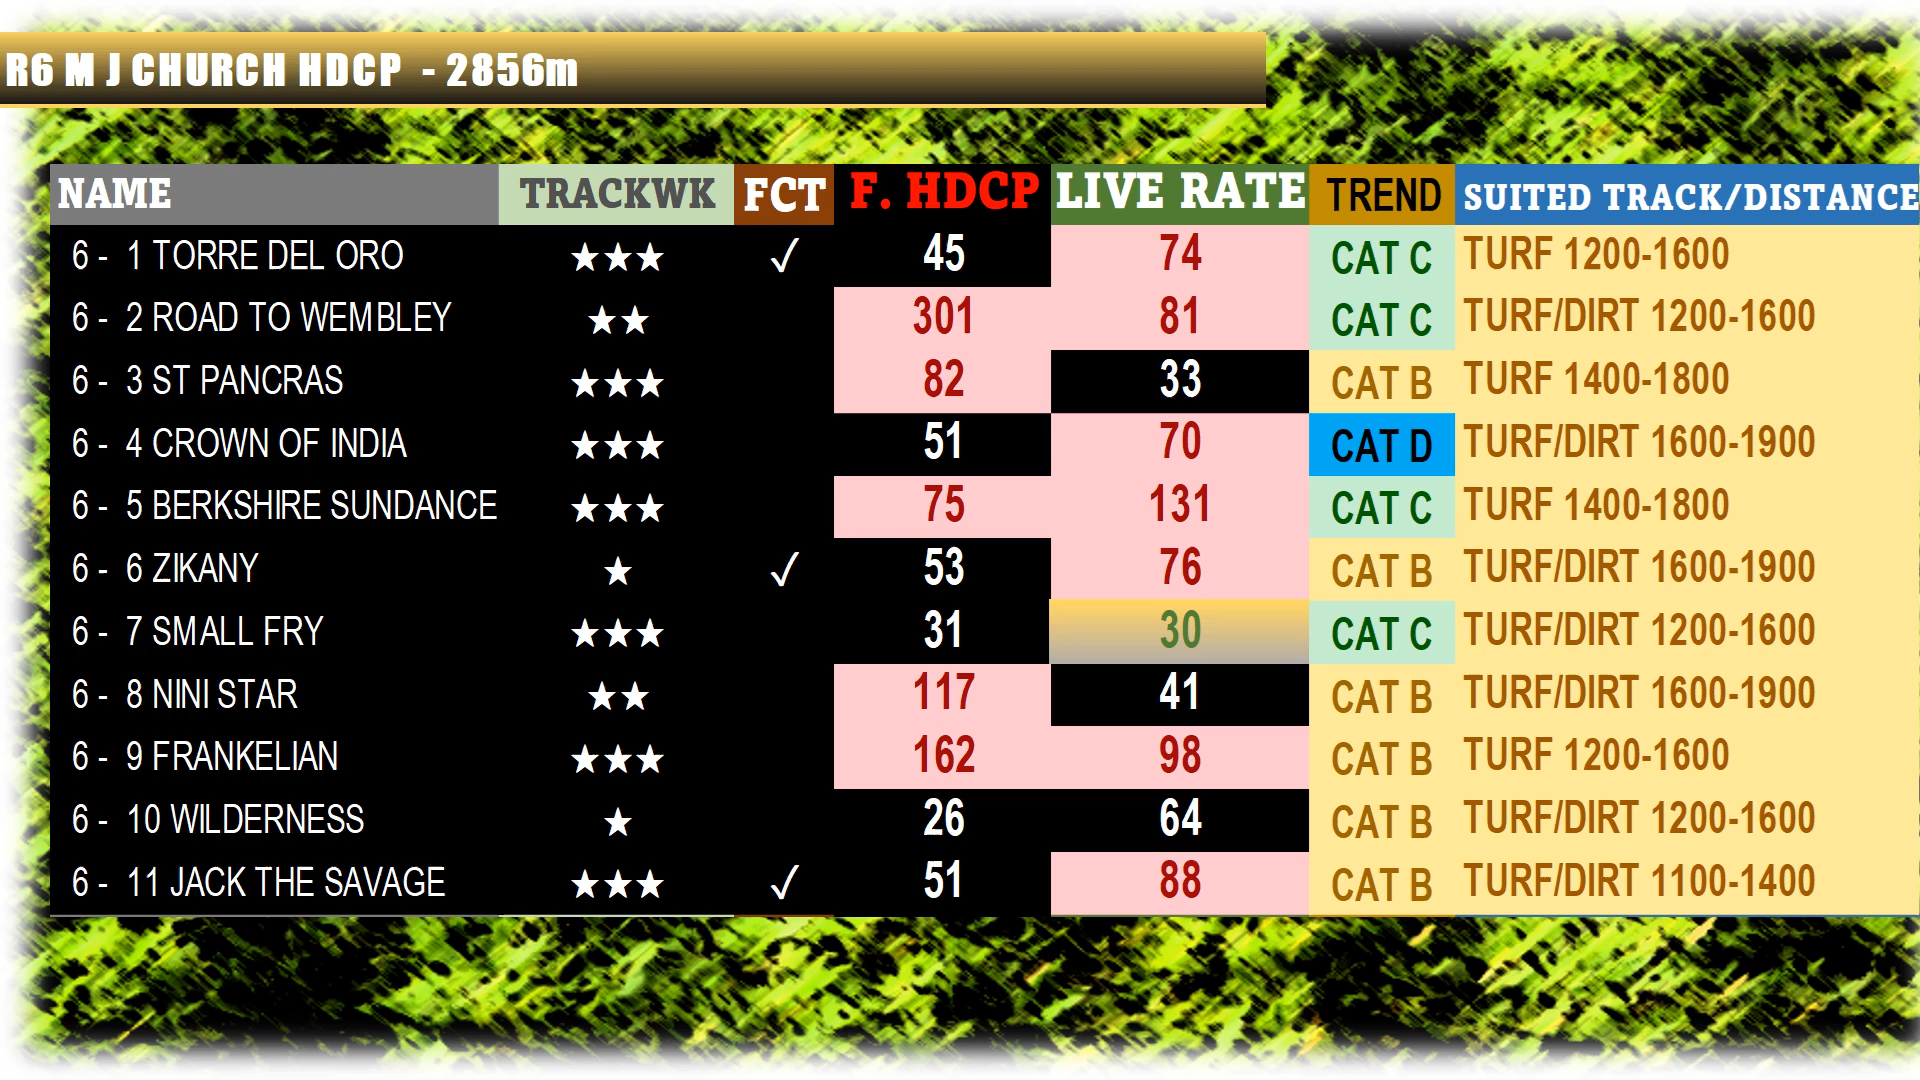 R6 M J CHURCH HDCP - 2856m
NAME TRACKWK FCT F. HDCP LIVE RATE TREND SUITED TRACK/DISTANCE
6 - 1 TORRE DEL ORO ★★★ ✓ 45 74 CAT C TURF 1200-1600
6 - 2 ROAD TO WEMBLEY ★★ 301 81 CAT C TURF/DIRT 1200-1600
6 - 3 ST PANCRAS ★★★ 82 33 CAT B TURF 1400-1800
6 - 4 CROWN OF INDIA ★★★ 51 70 CAT D TURF/DIRT 1600-1900
6 - 5 BERKSHIRE SUNDANCE ★★★ 75 131 CAT C TURF 1400-1800
6 - 6 ZIKANY ★ ✓ 53 76 CAT B TURF/DIRT 1600-1900
6 - 7 SMALL FRY ★★★ 31 30 CAT C TURF/DIRT 1200-1600
6 - 8 NINI STAR ★★ 117 41 CAT B TURF/DIRT 1600-1900
6 - 9 FRANKELIAN ★★★ 162 98 CAT B TURF 1200-1600
6 - 10 WILDERNESS ★ 26 64 CAT B TURF/DIRT 1200-1600
6 - 11 JACK THE SAVAGE ★★★ ✓ 51 88 CAT B TURF/DIRT 1100-1400